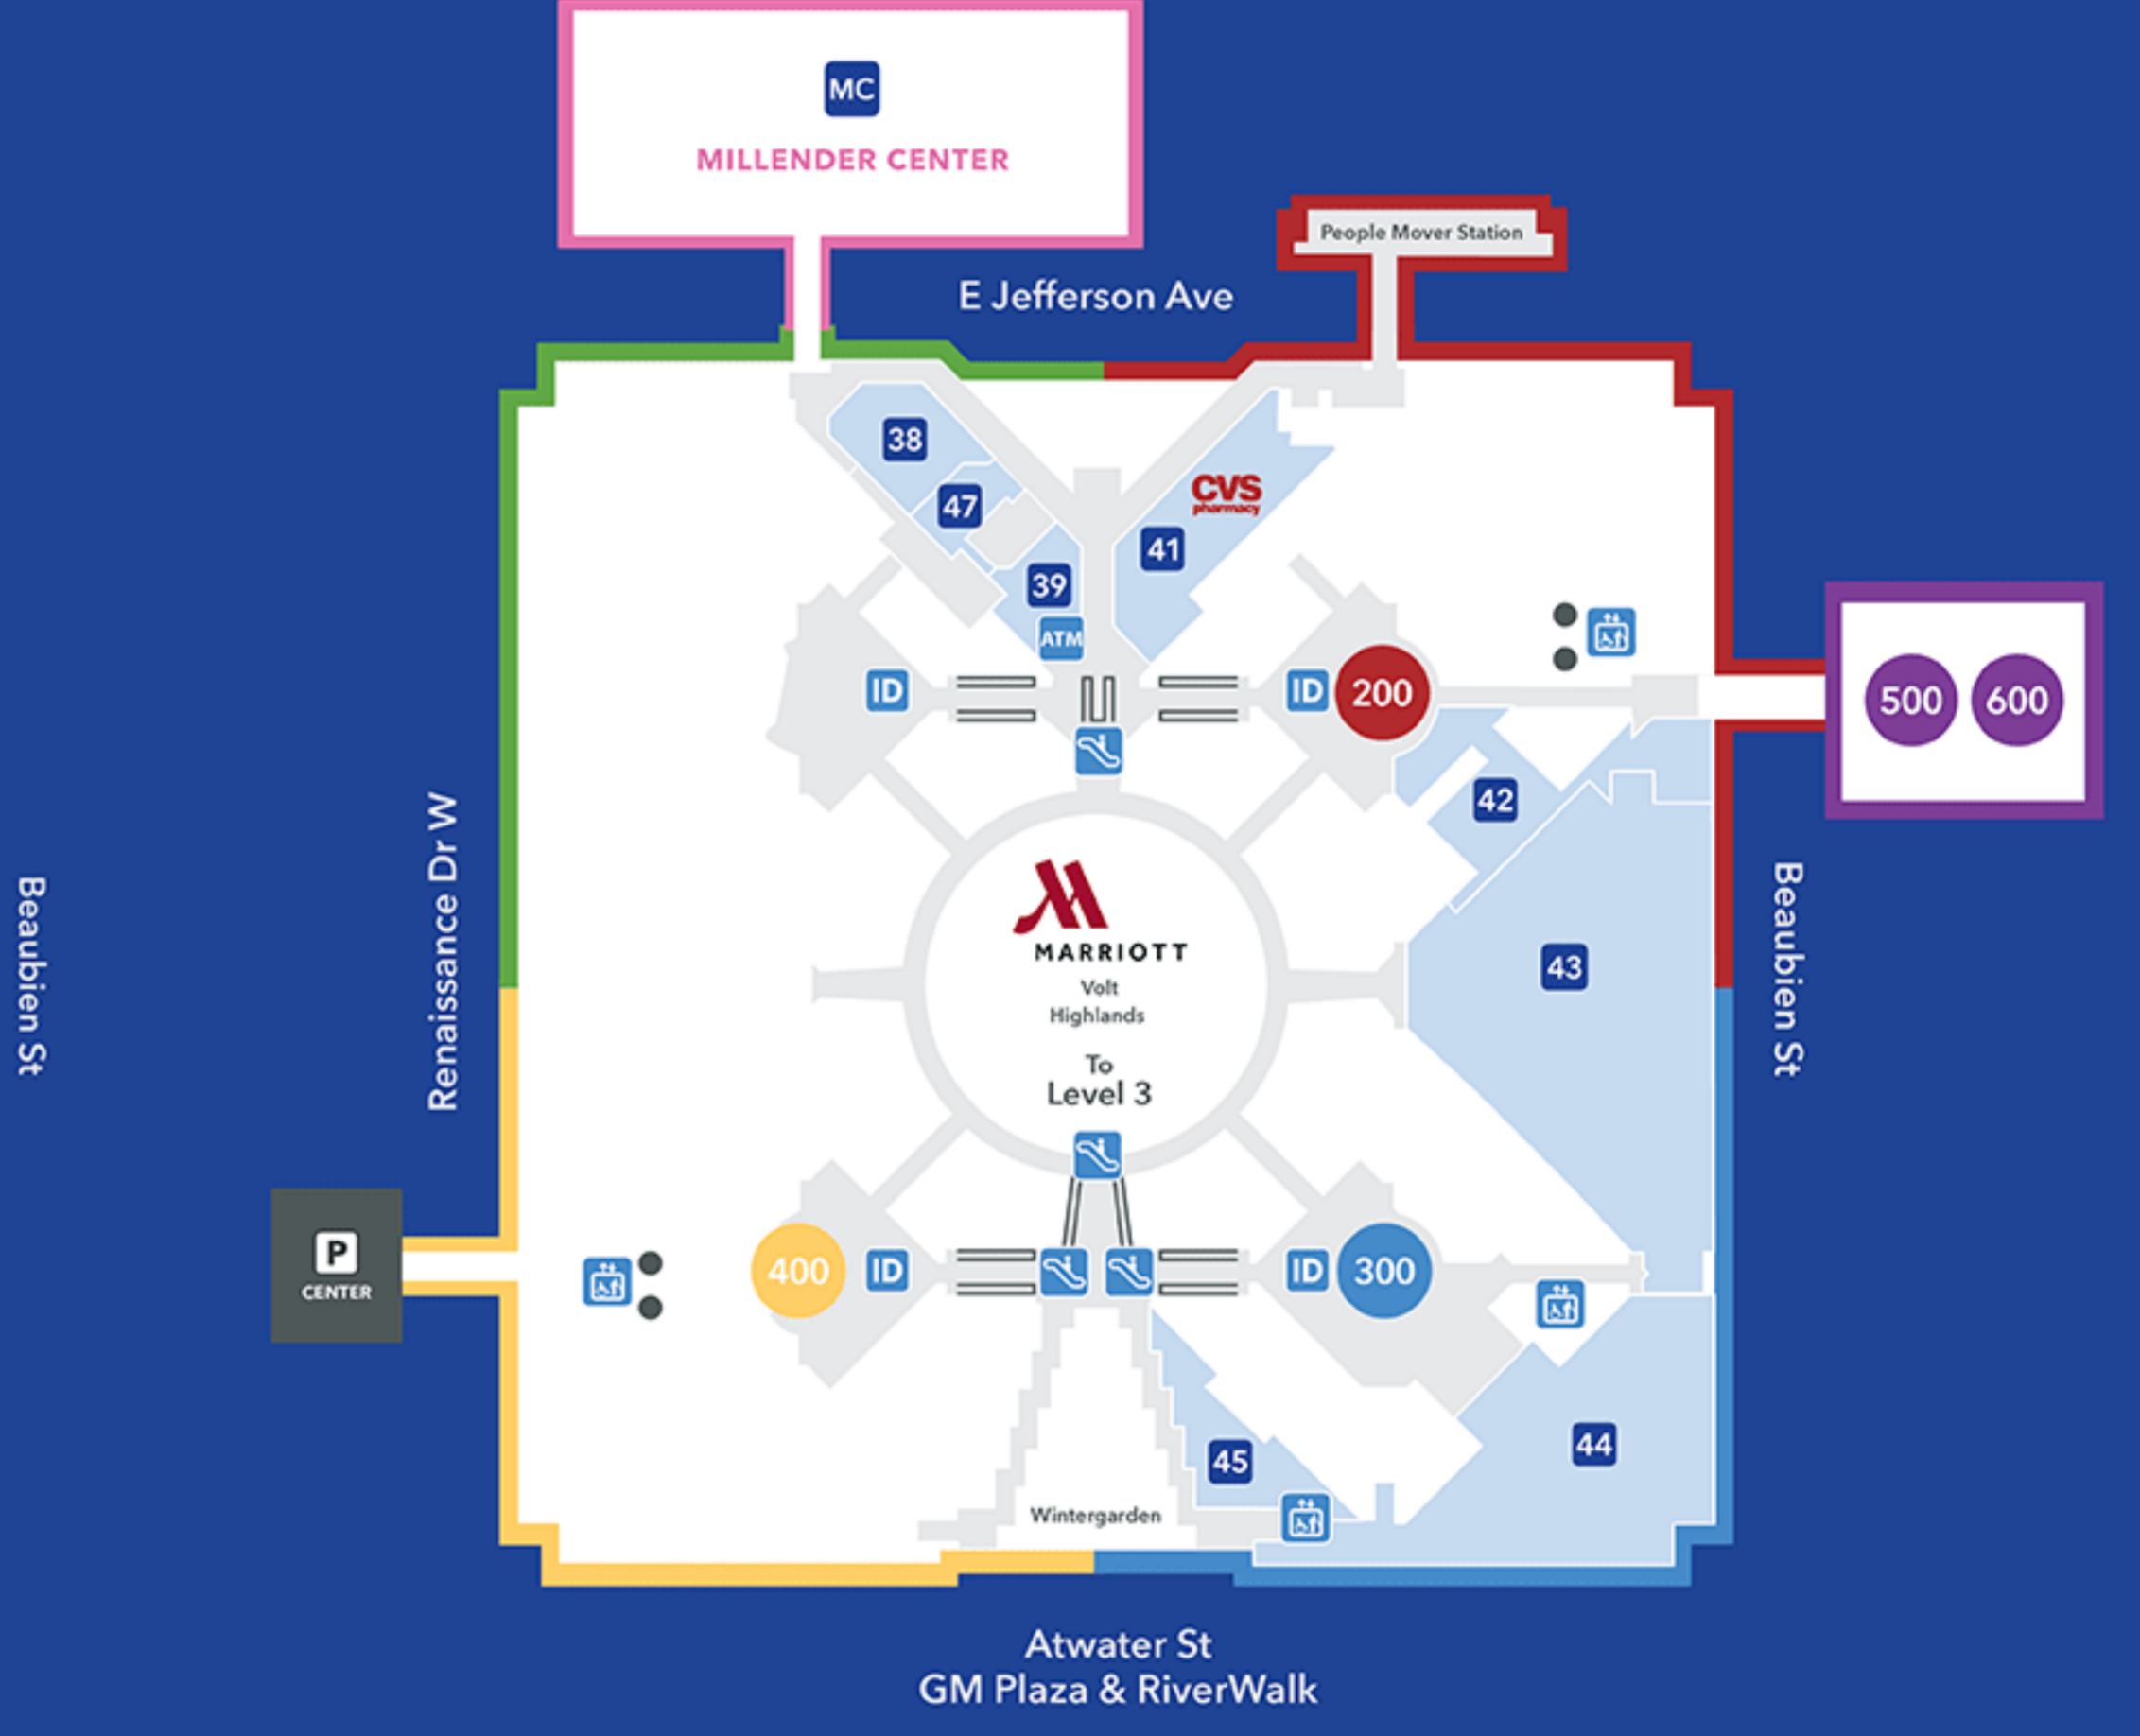 MC
MILLENDER CENTER
People Mover Station
E Jefferson Ave
38
47
CVS
pharmacy
41
39
ATM
ID
ID
200
500
600
42
Beaubien St
Renaissance Dr W
MARRIOTT
Volt
Highlands
To
Level 3
43
Beaubien St
P
CENTER
400
ID
ID
300
44
45
Wintergarden
Atwater St
GM Plaza & RiverWalk